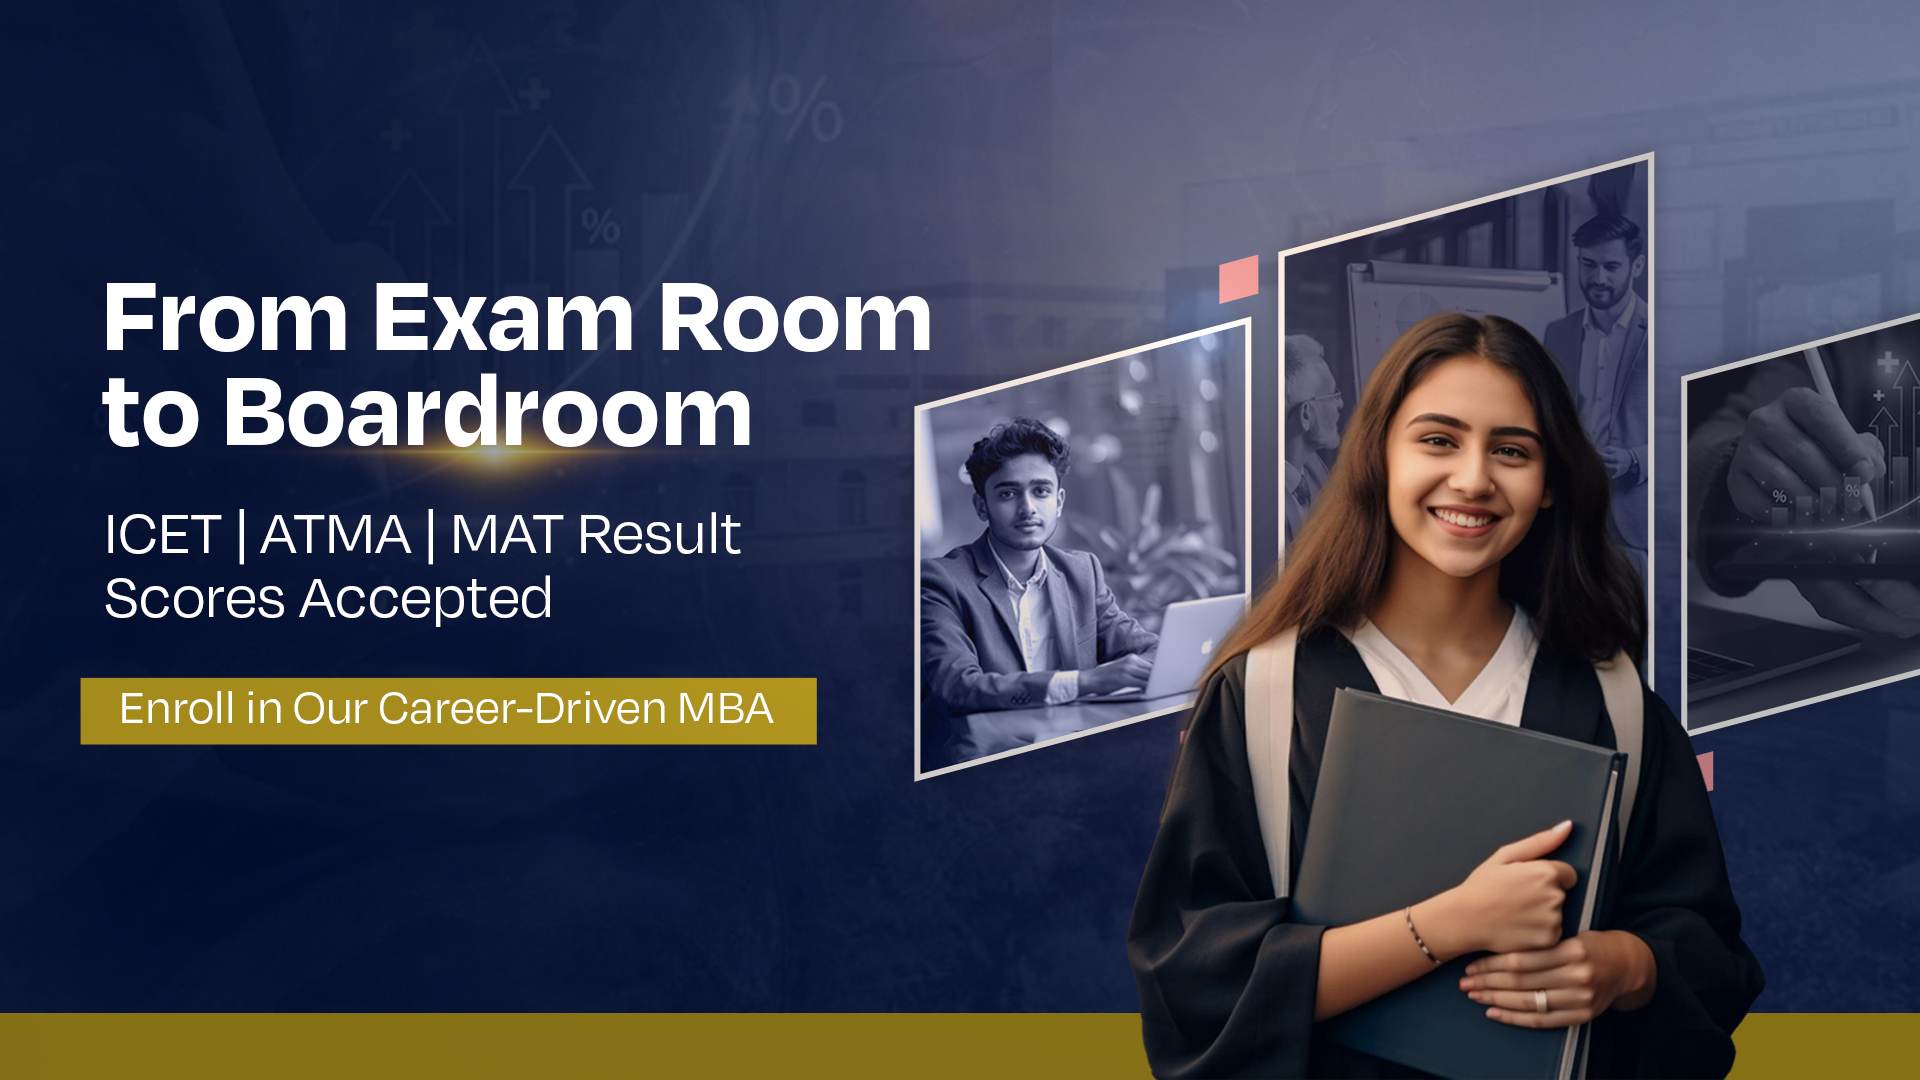 From Exam Room
to Boardroom
ICET | ATMA | MAT Result
Scores Accepted
Enroll in Our Career-Driven MBA
%
%
%
%